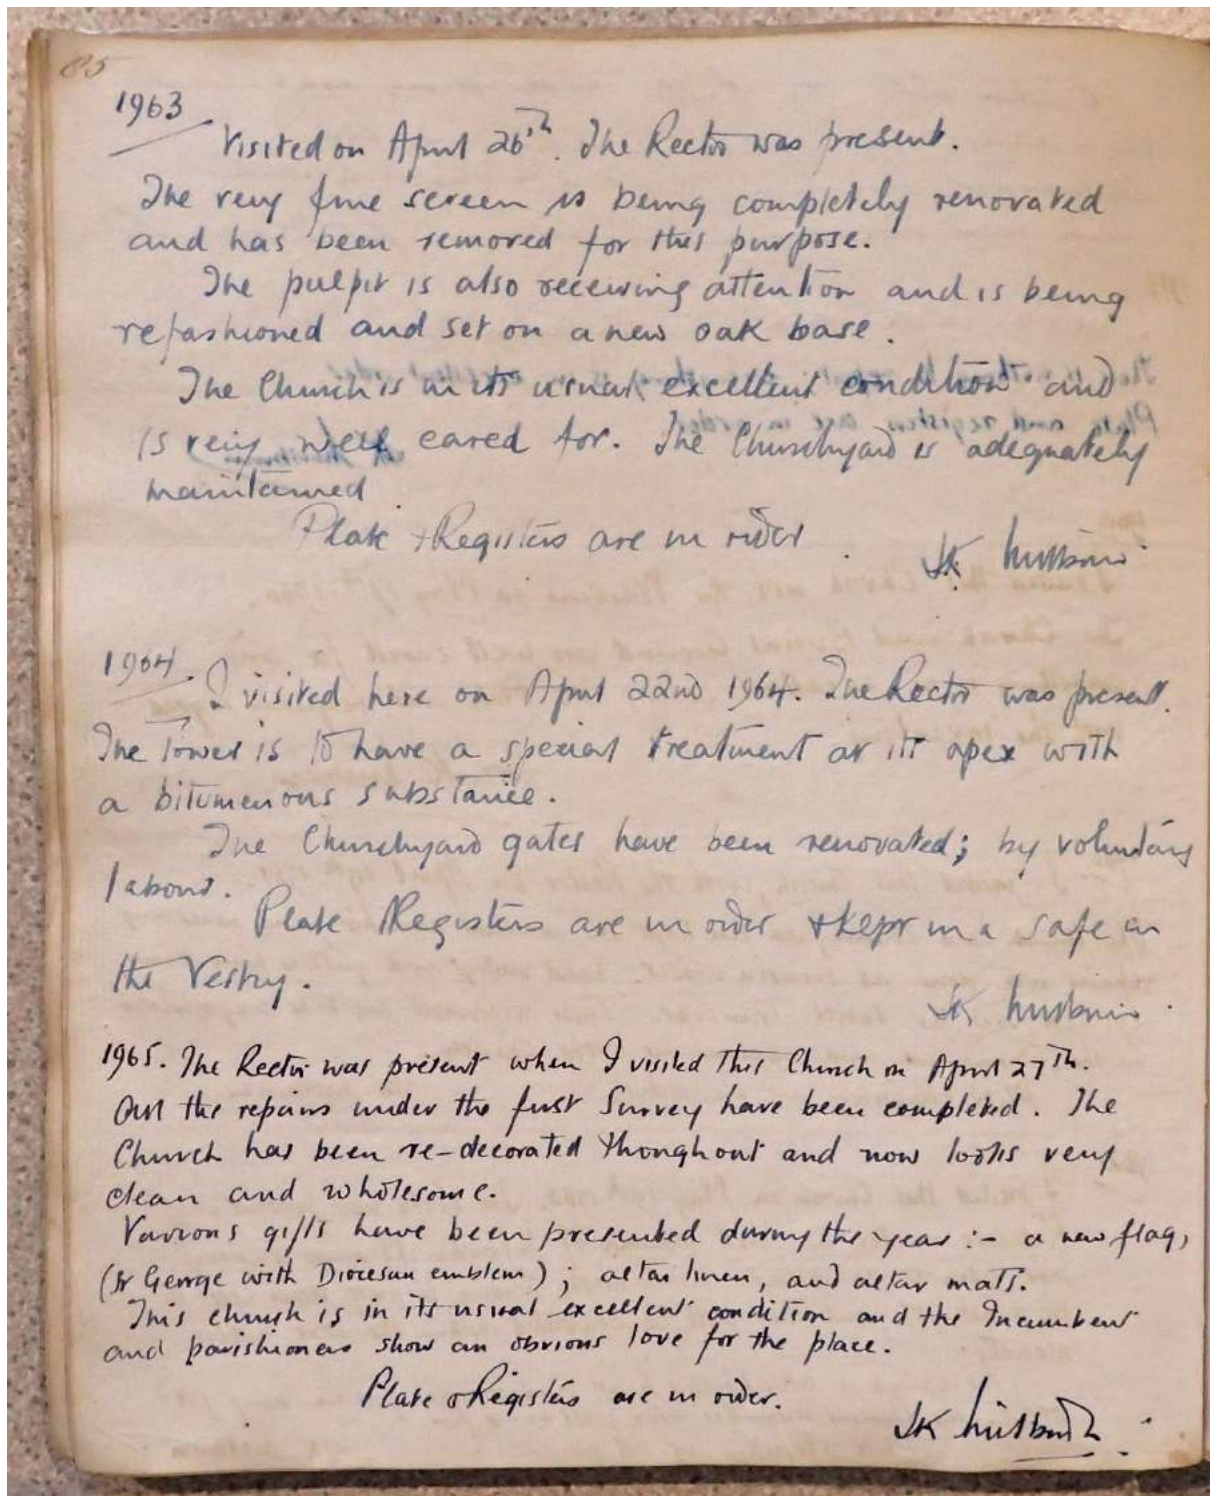 85
1963
Visited on April 26th. The Rector was present.
The very fine screen is being completely renovated
and has been removed for this purpose.
The pulpit is also receiving attention and is being
refashioned and set on a new oak base.
The Church is in its usual excellent condition and
is very well cared for. The Churchyard is adequately
maintained
Plate + Registers are in order.
JK
1964.
I visited here on April 22nd 1964. The Rector was present.
The Tower is to have a special treatment at its apex with
a bitumenous substance.
The Churchyard gates have been renovated; by voluntary
labour.
Plate Registers are in order + kept in a safe in
the Vestry.
JK
1965. The Rector was present when I visited this Church on April 27th.
All the repairs under the first Survey have been completed. The
Church has been re-decorated throughout and now looks very
clean and wholesome.
Various gifts have been presented during the year :- a new flag,
(St George with Diocesan emblem); altar linen, and altar mats.
This church is in its usual excellent condition and the Incumbent
and parishioners show an obvious love for the place.
Plate & Registers are in order.
JK